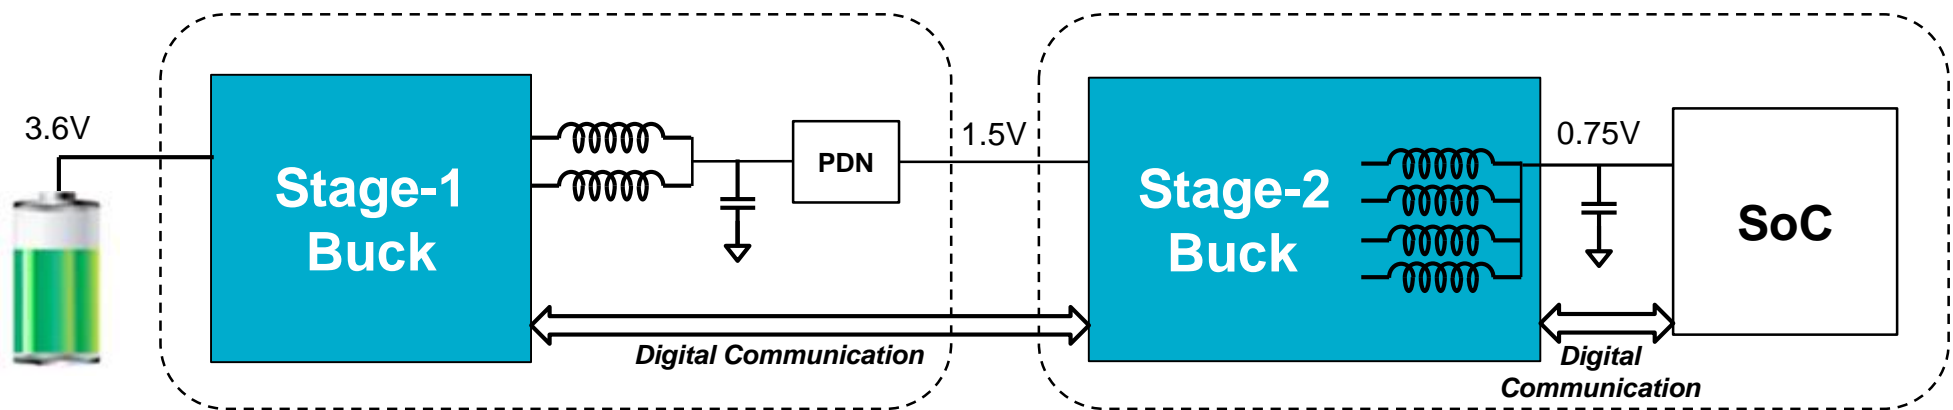 3.6V
Stage-1
Buck
PDN
1.5V
Stage-2
Buck
0.75V
SoC
Digital Communication
Digital
Communication